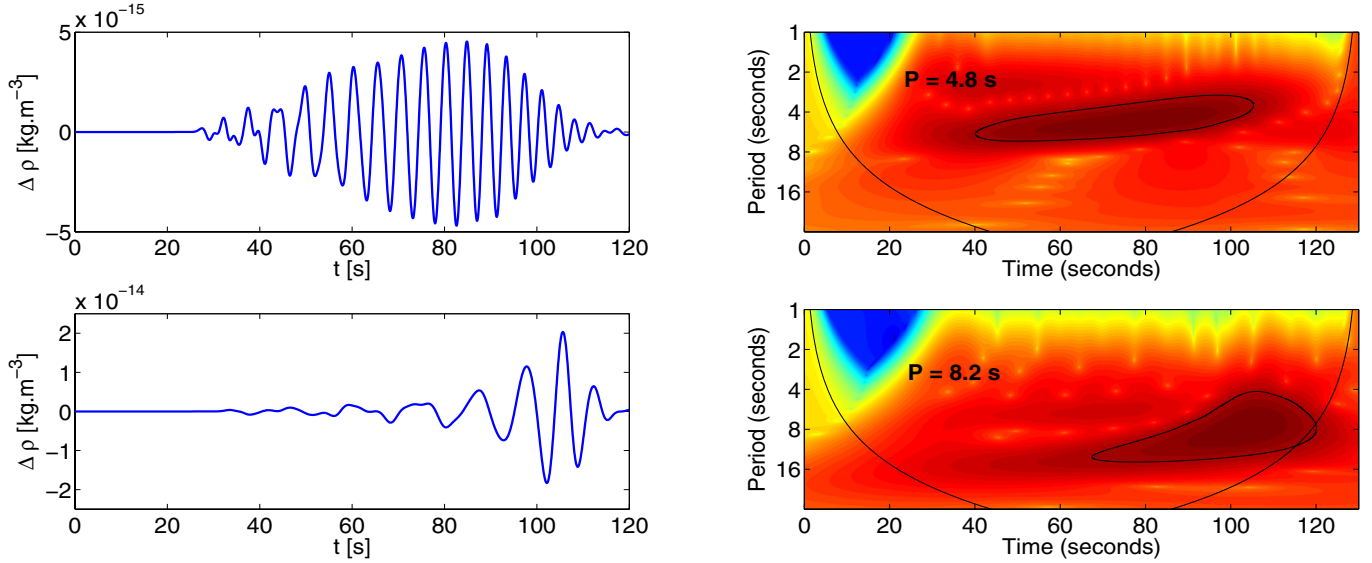 x 10⁻¹⁵
5
0
−5
Δ ρ [kg.m⁻³]
0 20 40 60 80 100 120
t [s]
1
2
4
8
16
Period (seconds)
P = 4.8 s
0 20 40 60 80 100 120
Time (seconds)
x 10⁻¹⁴
2
1
0
−1
−2
Δ ρ [kg.m⁻³]
0 20 40 60 80 100 120
t [s]
1
2
4
8
16
Period (seconds)
P = 8.2 s
0 20 40 60 80 100 120
Time (seconds)